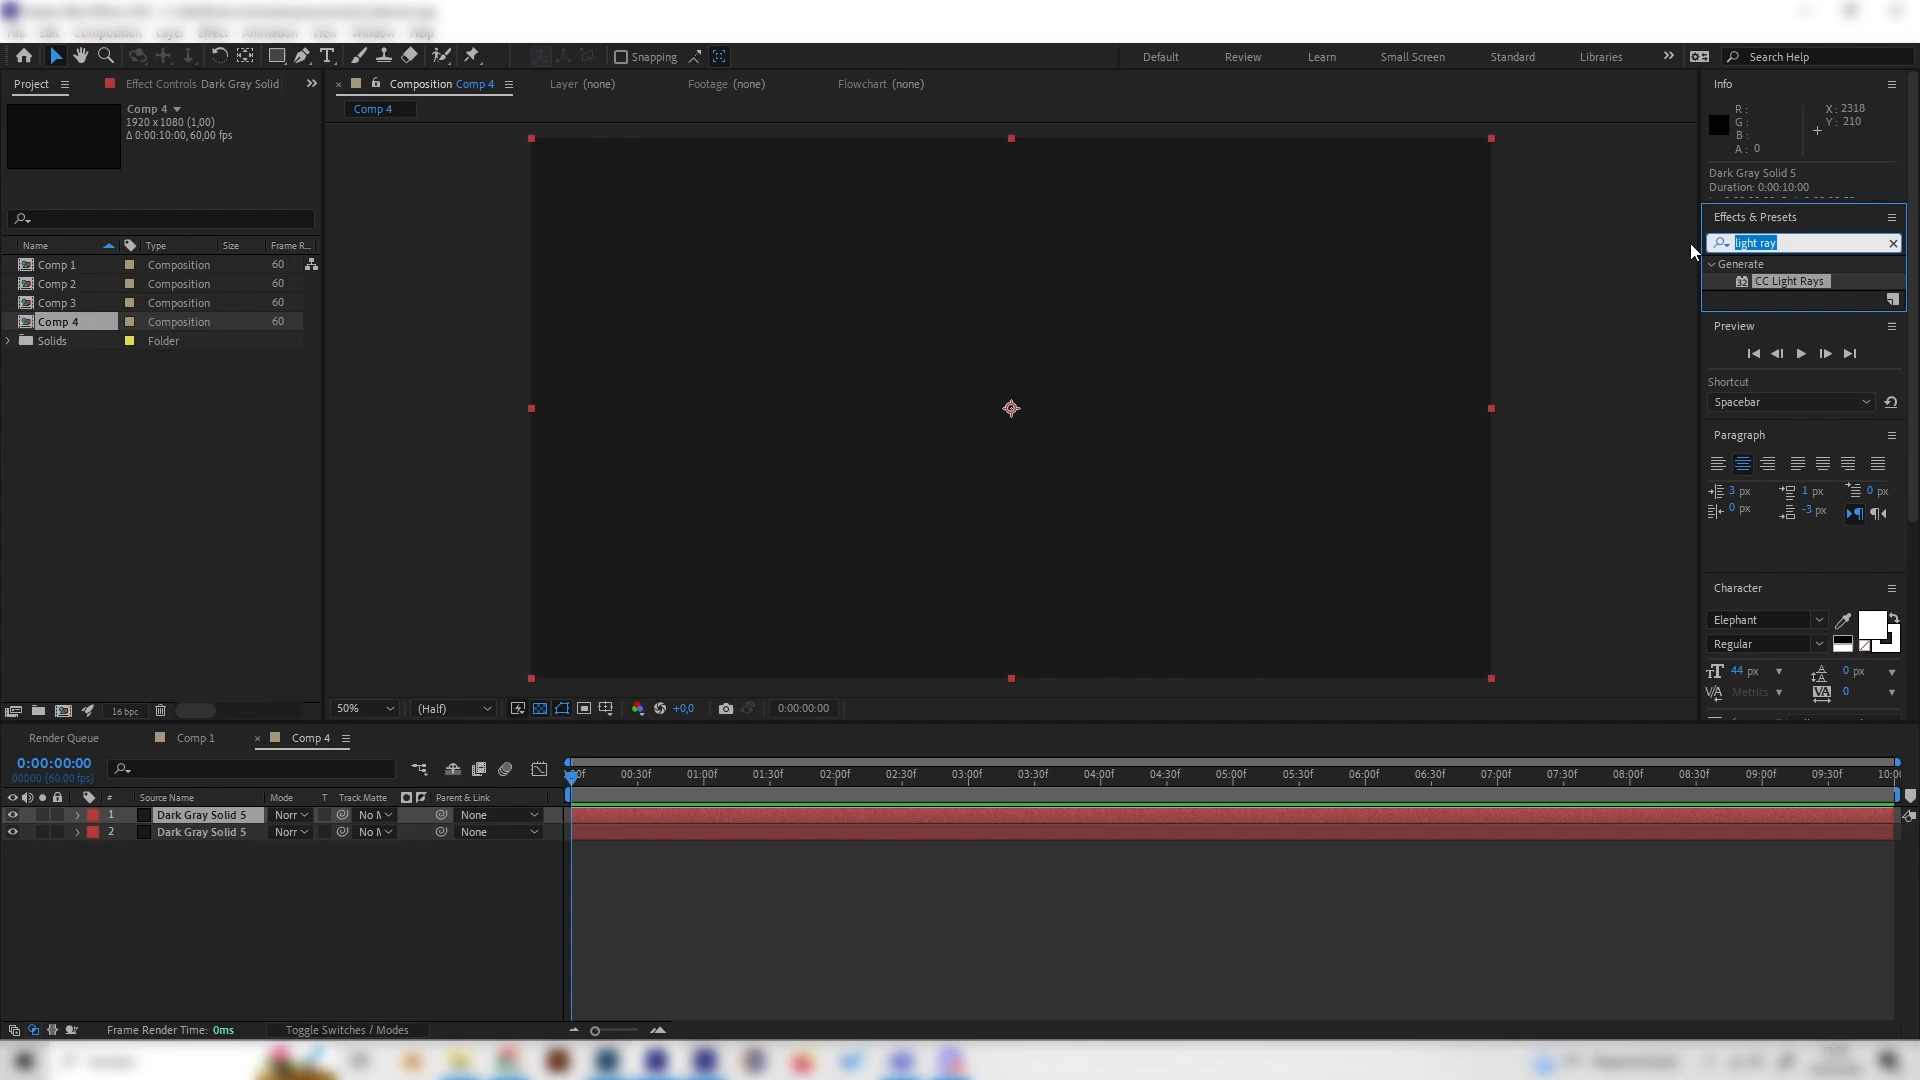 Composition
Animation
Help
Snapping
Default
Review
Learn
Small Screen
Standard
Libraries
Search Help
Project
Effect Controls Dark Gray Solid
Composition Comp 4
Layer (none)
Footage (none)
Flowchart (none)
Info
Comp 4
1920 x 1080 (1,00)
Δ 0:00:10:00, 60,00 fps
Comp 4
R :
G :
B :
A : 0
X : 2318
Y : 210
Dark Gray Solid 5
Duration: 0:00:10:00
Effects & Presets
light ray
Generate
32 CC Light Rays
Name
Type
Size
Frame R...
Comp 1 Composition 60
Comp 2 Composition 60
Comp 3 Composition 60
Comp 4 Composition 60
Solids Folder
Preview
Shortcut
Spacebar
Paragraph
3 px
1 px
0 px
0 px
-3 px
Character
Elephant
Regular
44 px
0 px
Metrics
0
16 bpc
50%
(Half)
+0,0
0:00:00:00
Render Queue
Comp 1
Comp 4
0:00:00:00
00000 (60.00 fps)
00:30f 01:00f 01:30f 02:00f 02:30f 03:00f 03:30f 04:00f 04:30f 05:00f 05:30f 06:00f 06:30f 07:00f 07:30f 08:00f 08:30f 09:00f 09:30f 10:00
# Source Name Mode T Track Matte Parent & Link
1 Dark Gray Solid 5 Norr No M None
2 Dark Gray Solid 5 Norr No M None
Frame Render Time: 0ms
Toggle Switches / Modes